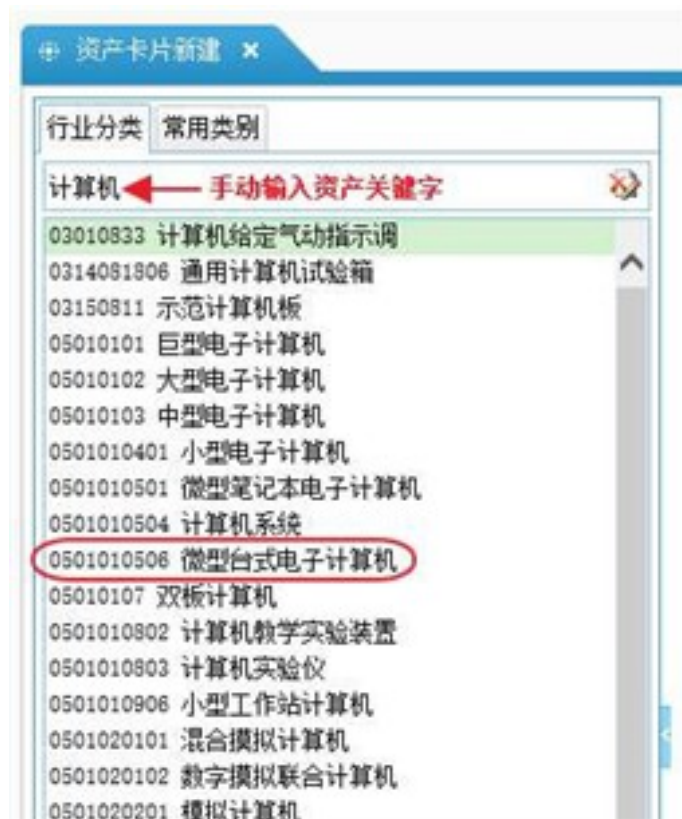 资产卡片新建 ×
行业分类 常用类别
计算机 手动输入资产关键字
03010833 计算机给定气动指示调
0314081806 通用计算机试验箱
03150811 示范计算机板
05010101 巨型电子计算机
05010102 大型电子计算机
05010103 中型电子计算机
0501010401 小型电子计算机
0501010501 微型笔记本电子计算机
0501010504 计算机系统
0501010506 微型台式电子计算机
05010107 双板计算机
0501010802 计算机教学实验装置
0501010803 计算机实验仪
0501010906 小型工作站计算机
0501020101 混合摸拟计算机
0501020102 数字摸拟联合计算机
0501020201 模拟计算机